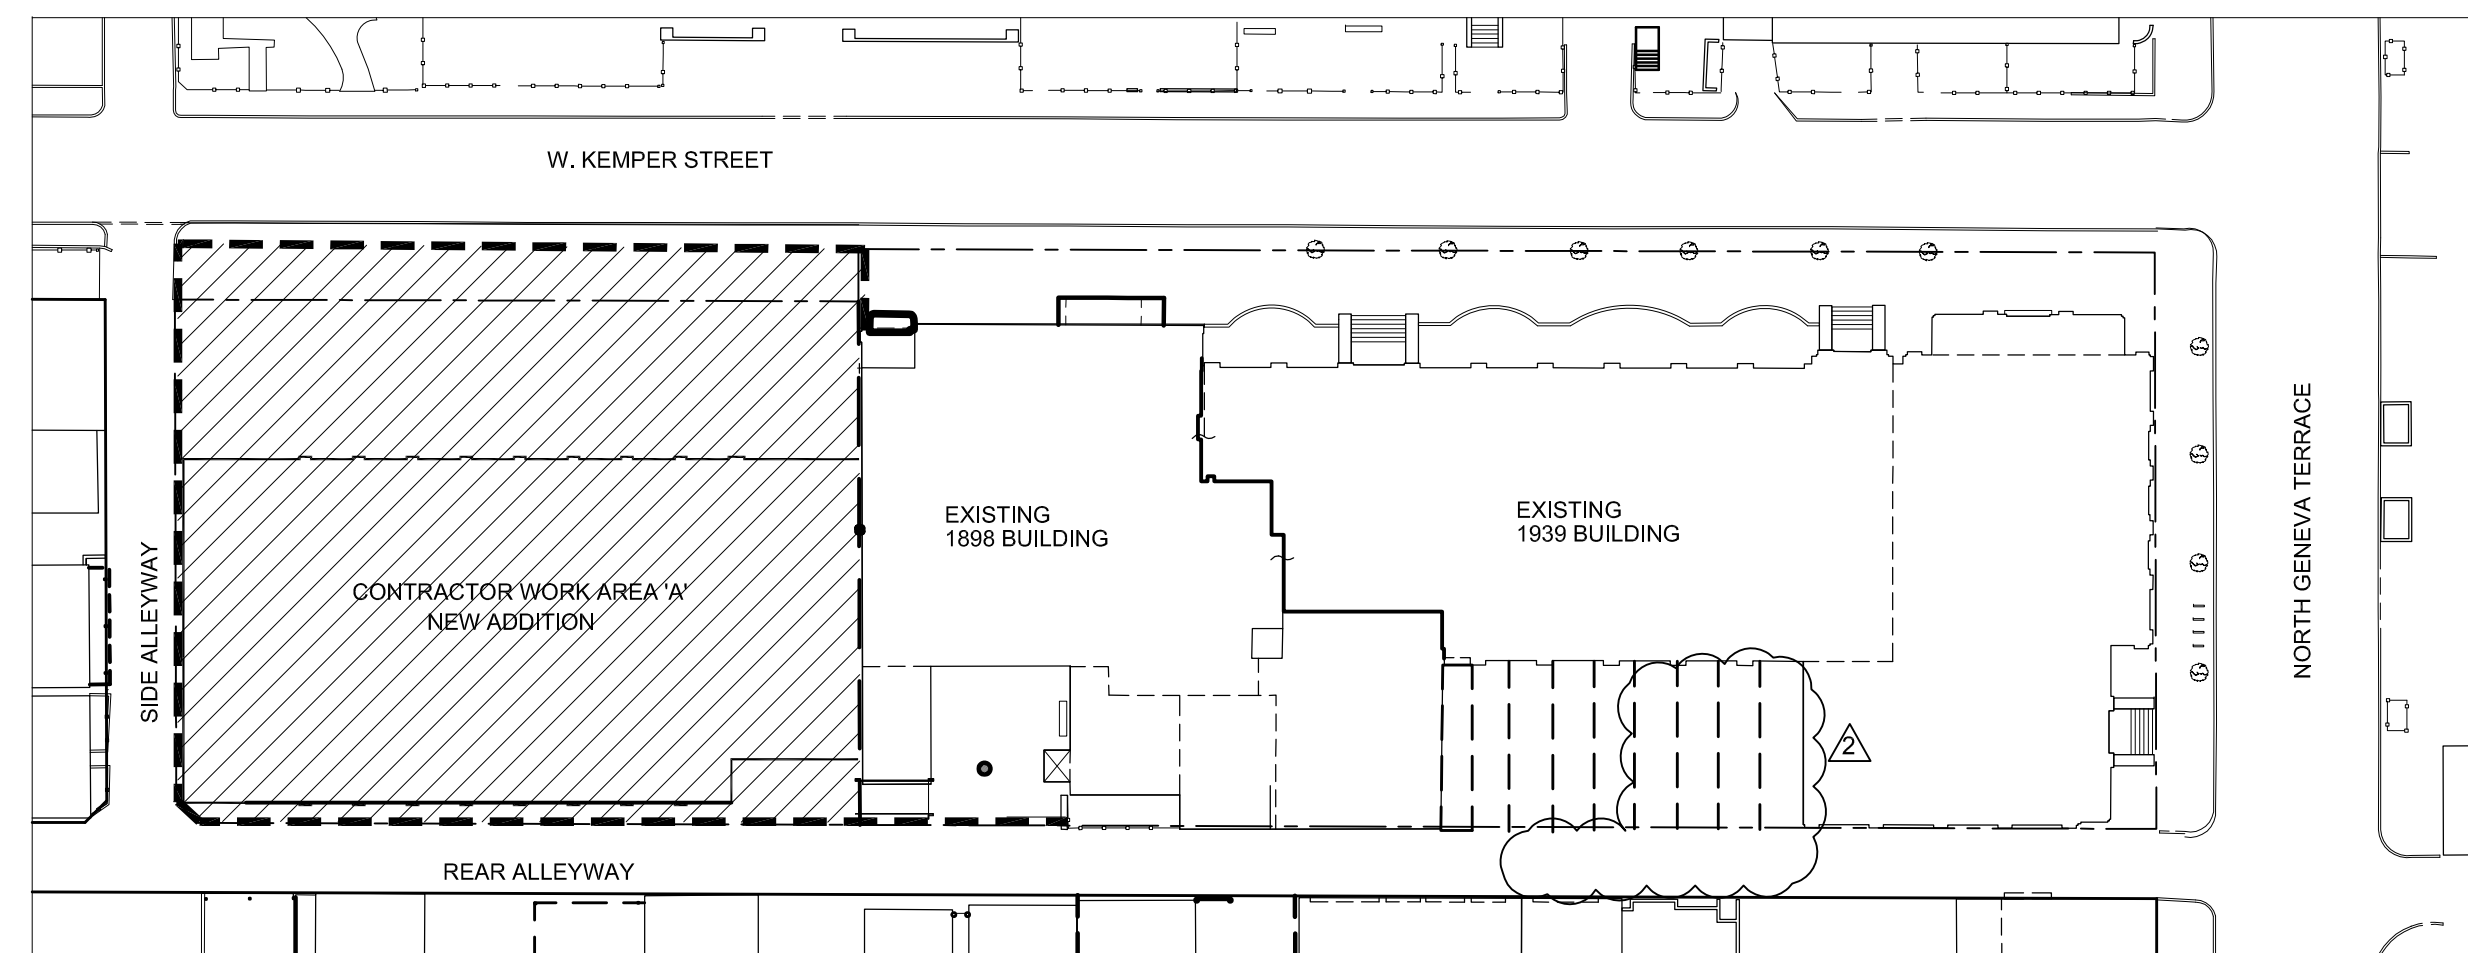 W. KEMPER STREET
EXISTING
1898 BUILDING
EXISTING
1939 BUILDING
CONTRACTOR WORK AREA 'A'
NEW ADDITION
SIDE ALLEYWAY
NORTH GENEVA TERRACE
2
REAR ALLEYWAY